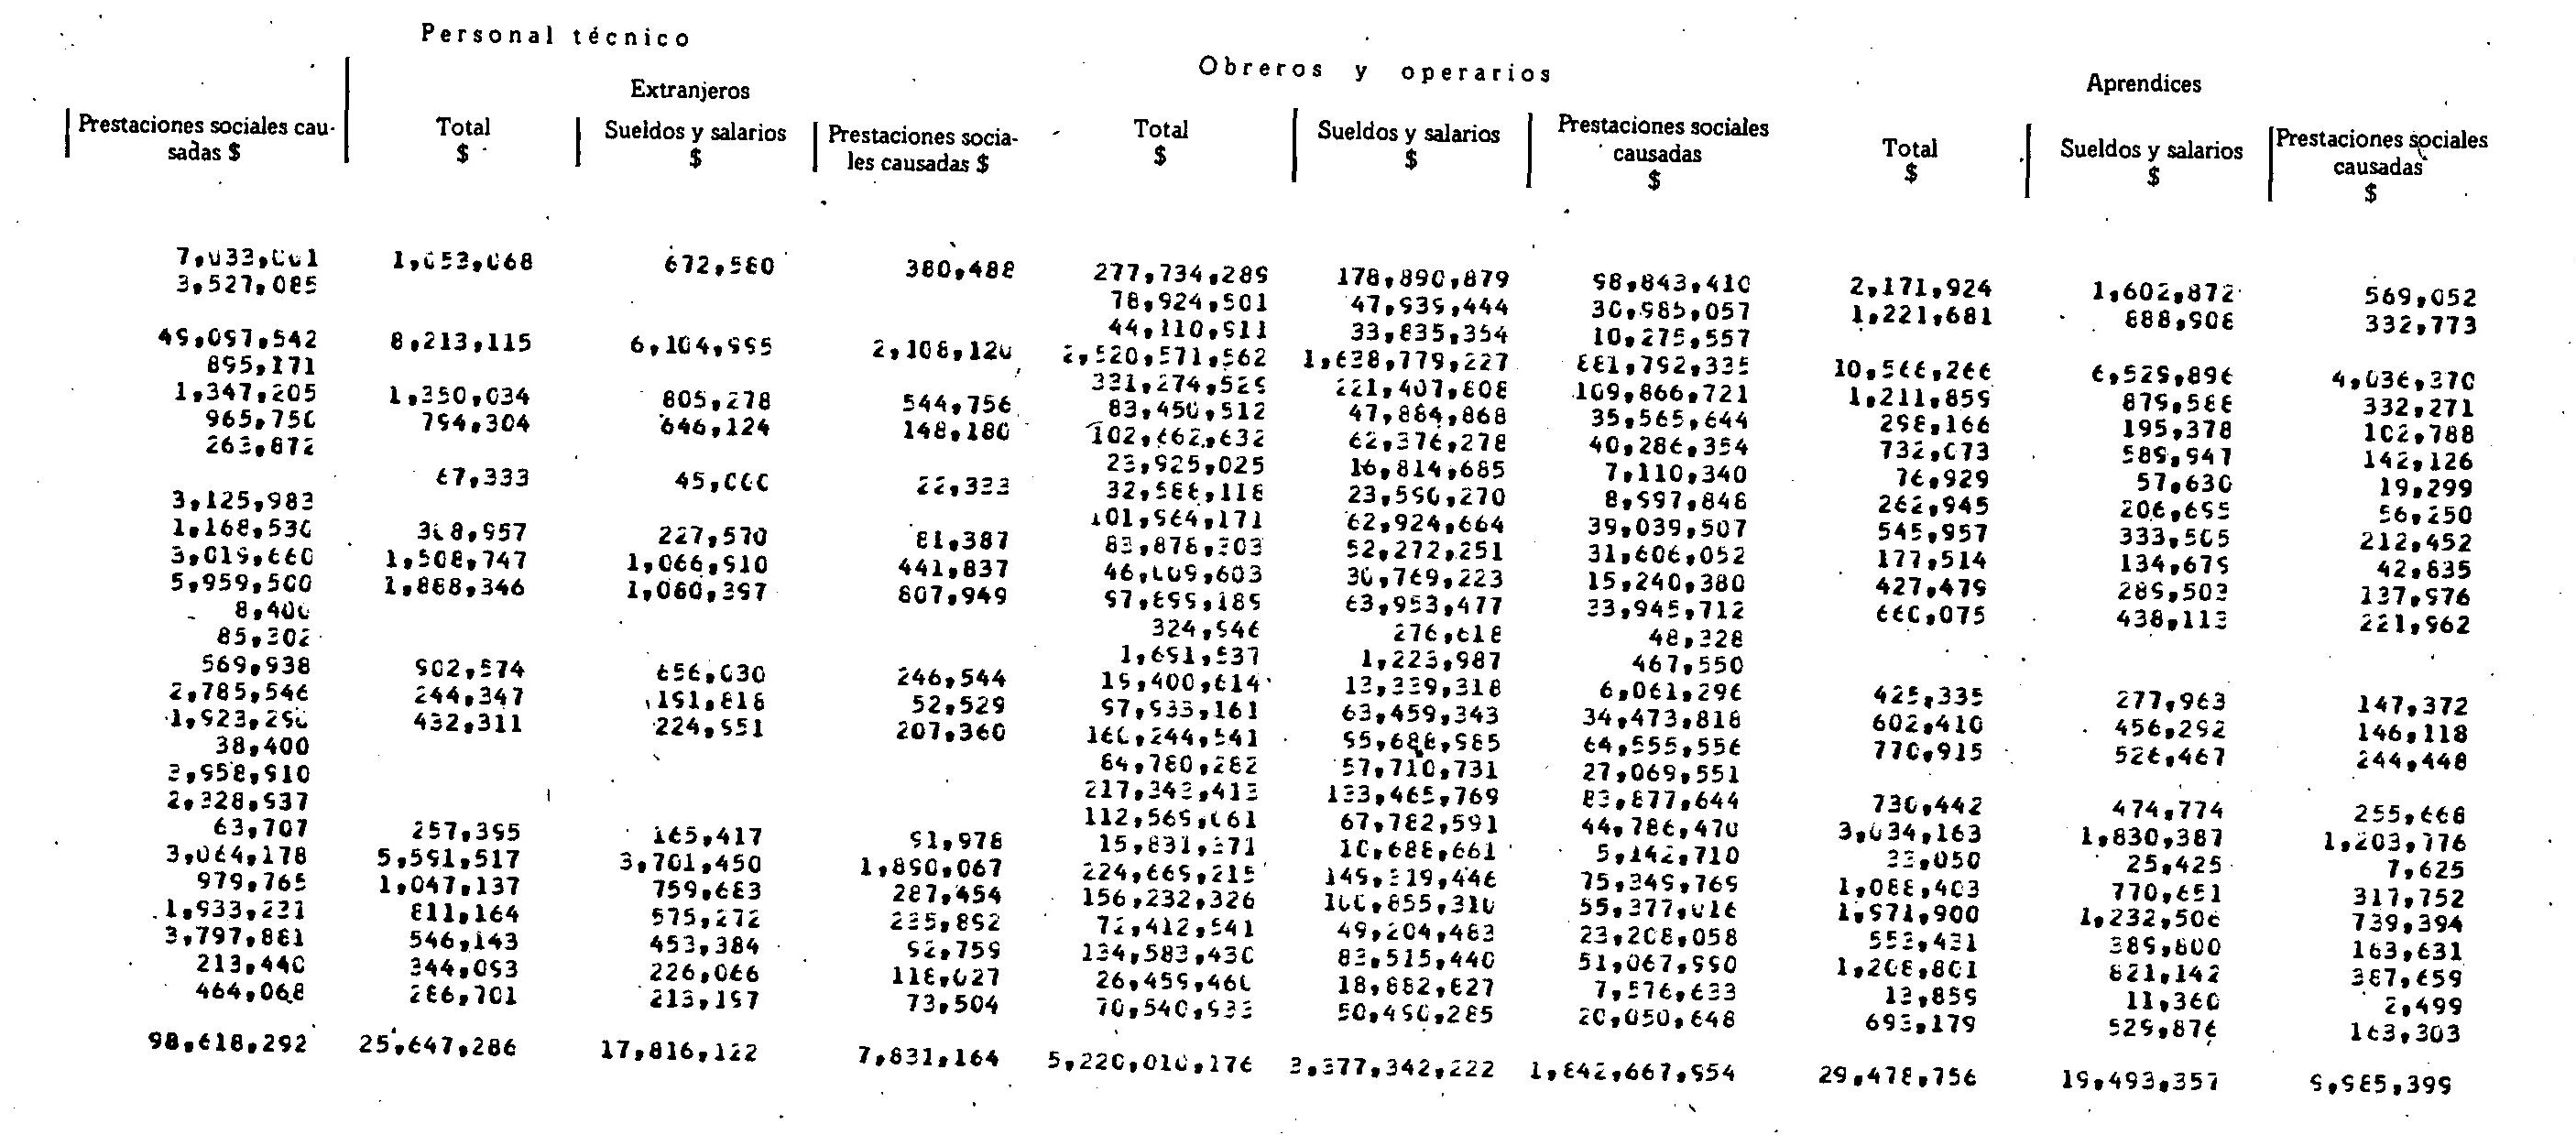 Personal técnico
Obreros y operarios
Extranjeros
Aprendices
Prestaciones sociales cau-
sadas $
Total
$
Sueldos y salarios
$
Prestaciones socia-
les causadas $
Total
$
Sueldos y salarios
$
Prestaciones sociales
causadas
$
Total
$
Sueldos y salarios
$
Prestaciones sociales
causadas
$
7,033,001 1,053,068 672,580 380,488 277,734,289 178,890,879 98,843,410 2,171,924 1,602,872 569,052
3,527,085 78,924,501 47,939,444 30,985,057 1,221,681 888,908 332,773
44,110,911 33,835,354 10,275,557
49,097,542 8,213,115 6,104,995 2,108,120 2,520,571,562 1,638,779,227 881,792,335 10,566,266 6,529,896 4,036,370
895,171 331,274,529 221,407,808 109,866,721 1,211,859 879,588 332,271
1,347,205 1,350,034 805,278 544,756 83,450,512 47,884,868 35,565,644 298,166 195,378 102,788
965,750 794,304 646,124 148,180 102,662,632 62,376,278 40,286,354 732,073 589,947 142,126
263,872 23,925,025 16,814,685 7,110,340 76,929 57,630 19,299
67,333 45,000 22,333 32,588,118 23,590,270 8,997,848 262,945 206,695 56,250
3,125,983 101,964,171 62,924,664 39,039,507 545,957 333,505 212,452
1,168,530 308,957 227,570 81,387 83,878,303 52,272,251 31,606,052 177,514 134,679 42,835
3,019,660 1,508,747 1,066,910 441,837 46,009,603 30,769,223 15,240,380 427,479 289,503 137,976
5,959,500 1,888,346 1,080,397 807,949 97,899,189 63,953,477 33,945,712 660,075 438,113 221,962
8,400 324,946 276,618 48,328
85,302 1,691,537 1,223,987 467,550
569,938 902,574 656,030 246,544 19,400,614 13,339,318 6,061,296 425,335 277,963 147,372
2,785,546 244,347 191,818 52,529 97,933,161 63,459,343 34,473,818 602,410 456,292 146,118
1,923,250 432,311 224,951 207,360 160,244,541 95,688,985 64,555,556 770,915 526,467 244,448
38,400 84,780,282 57,710,731 27,069,551
3,958,910 217,343,413 133,465,769 83,877,644 730,442 474,774 255,668
2,328,937 112,569,061 67,782,591 44,786,470 3,034,163 1,830,387 1,203,776
63,707 257,395 165,417 91,978 15,831,371 10,688,661 5,142,710 33,050 25,425 7,625
3,064,178 5,591,517 3,701,450 1,890,067 224,669,215 149,319,446 75,349,769 1,088,403 770,651 317,752
979,765 1,047,137 759,683 287,454 156,232,326 100,855,310 55,377,016 1,971,900 1,232,506 739,394
1,933,231 811,164 575,272 235,892 72,412,541 49,204,483 23,208,058 553,431 389,800 163,631
3,797,881 546,143 453,384 92,759 134,583,430 83,515,440 51,067,990 1,208,801 821,142 387,659
213,440 344,093 226,066 118,027 26,459,460 18,882,827 7,576,633 13,859 11,360 2,499
464,068 286,701 213,197 73,504 70,540,933 50,490,285 20,050,648 693,179 529,876 163,303
98,618,292 25,647,286 17,816,122 7,831,164 5,220,010,176 3,377,342,222 1,842,667,954 29,478,756 19,493,357 9,985,399